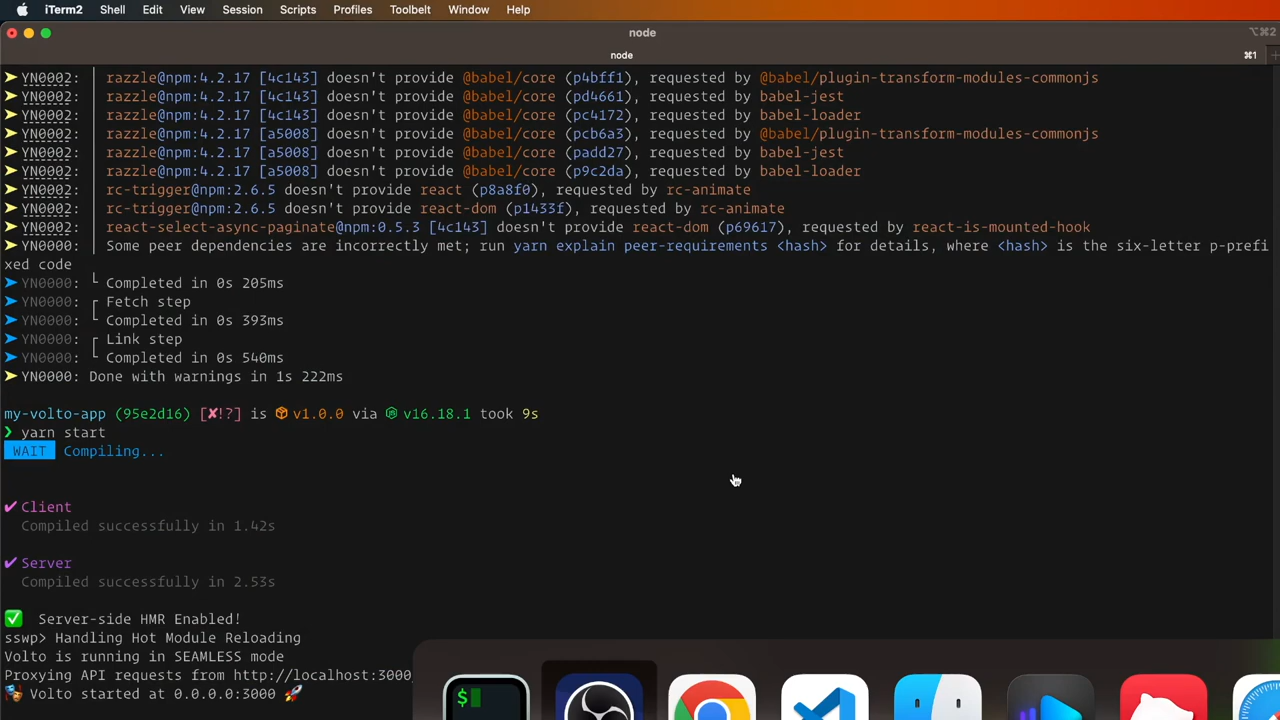 iTerm2 Shell Edit View Session Scripts Profiles Toolbelt Window Help
node
⌥⌘2
node
⌘1
➤ YN0002: │ razzle@npm:4.2.17 [4c143] doesn't provide @babel/core (p4bff1), requested by @babel/plugin-transform-modules-commonjs
➤ YN0002: │ razzle@npm:4.2.17 [4c143] doesn't provide @babel/core (pd4661), requested by babel-jest
➤ YN0002: │ razzle@npm:4.2.17 [4c143] doesn't provide @babel/core (pc4172), requested by babel-loader
➤ YN0002: │ razzle@npm:4.2.17 [a5008] doesn't provide @babel/core (pcb6a3), requested by @babel/plugin-transform-modules-commonjs
➤ YN0002: │ razzle@npm:4.2.17 [a5008] doesn't provide @babel/core (padd27), requested by babel-jest
➤ YN0002: │ razzle@npm:4.2.17 [a5008] doesn't provide @babel/core (p9c2da), requested by babel-loader
➤ YN0002: │ rc-trigger@npm:2.6.5 doesn't provide react (p8a8f0), requested by rc-animate
➤ YN0002: │ rc-trigger@npm:2.6.5 doesn't provide react-dom (p1433f), requested by rc-animate
➤ YN0002: │ react-select-async-paginate@npm:0.5.3 [4c143] doesn't provide react-dom (p69617), requested by react-is-mounted-hook
➤ YN0000: │ Some peer dependencies are incorrectly met; run yarn explain peer-requirements <hash> for details, where <hash> is the six-letter p-prefi
xed code
➤ YN0000: └ Completed in 0s 205ms
➤ YN0000: ┌ Fetch step
➤ YN0000: └ Completed in 0s 393ms
➤ YN0000: ┌ Link step
➤ YN0000: └ Completed in 0s 540ms
➤ YN0000: Done with warnings in 1s 222ms
my-volto-app (95e2d16) [✘!?] is 📦 v1.0.0 via v16.18.1 took 9s
❯ yarn start
WAIT Compiling...
✔ Client
Compiled successfully in 1.42s
✔ Server
Compiled successfully in 2.53s
✅ Server-side HMR Enabled!
sswp> Handling Hot Module Reloading
Volto is running in SEAMLESS mode
Proxying API requests from http://localhost:3000
🎭 Volto started at 0.0.0.0:3000 🚀
$